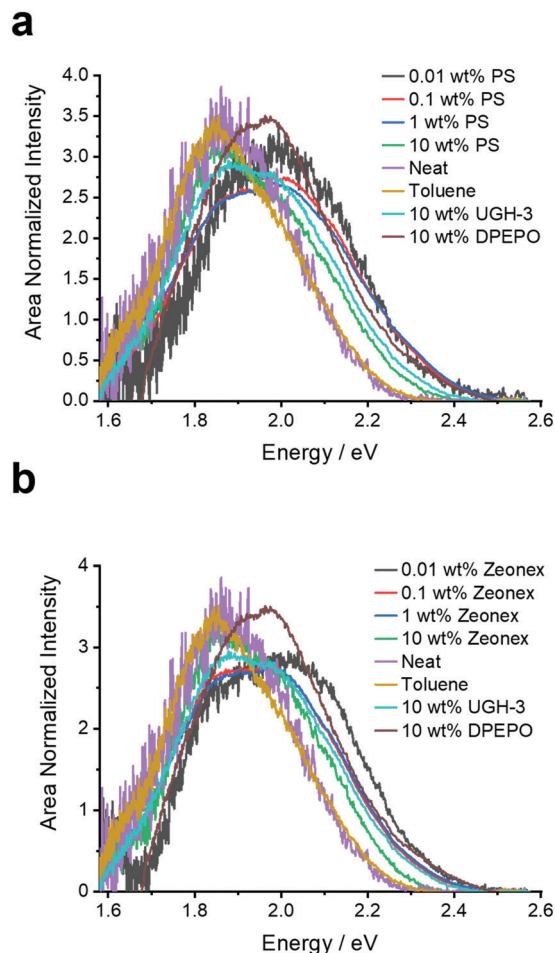 a
4.0
3.5
3.0
2.5
2.0
1.5
1.0
0.5
0.0
Area Normalized Intensity
0.01 wt% PS
0.1 wt% PS
1 wt% PS
10 wt% PS
Neat
Toluene
10 wt% UGH-3
10 wt% DPEPO
1.6 1.8 2.0 2.2 2.4 2.6
Energy / eV
b
4
3
2
1
0
Area Normalized Intensity
0.01 wt% Zeonex
0.1 wt% Zeonex
1 wt% Zeonex
10 wt% Zeonex
Neat
Toluene
10 wt% UGH-3
10 wt% DPEPO
1.6 1.8 2.0 2.2 2.4 2.6
Energy / eV